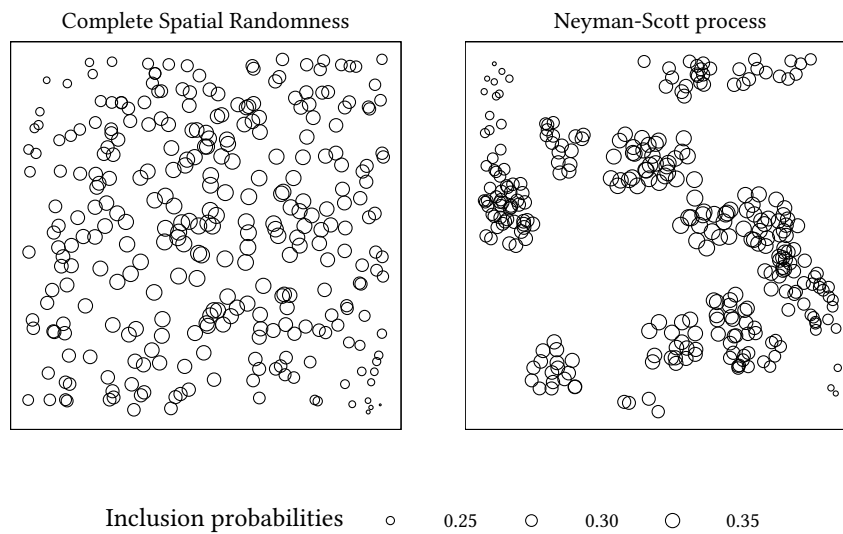 Complete Spatial Randomness
Neyman-Scott process
Inclusion probabilities 0.25 0.30 0.35